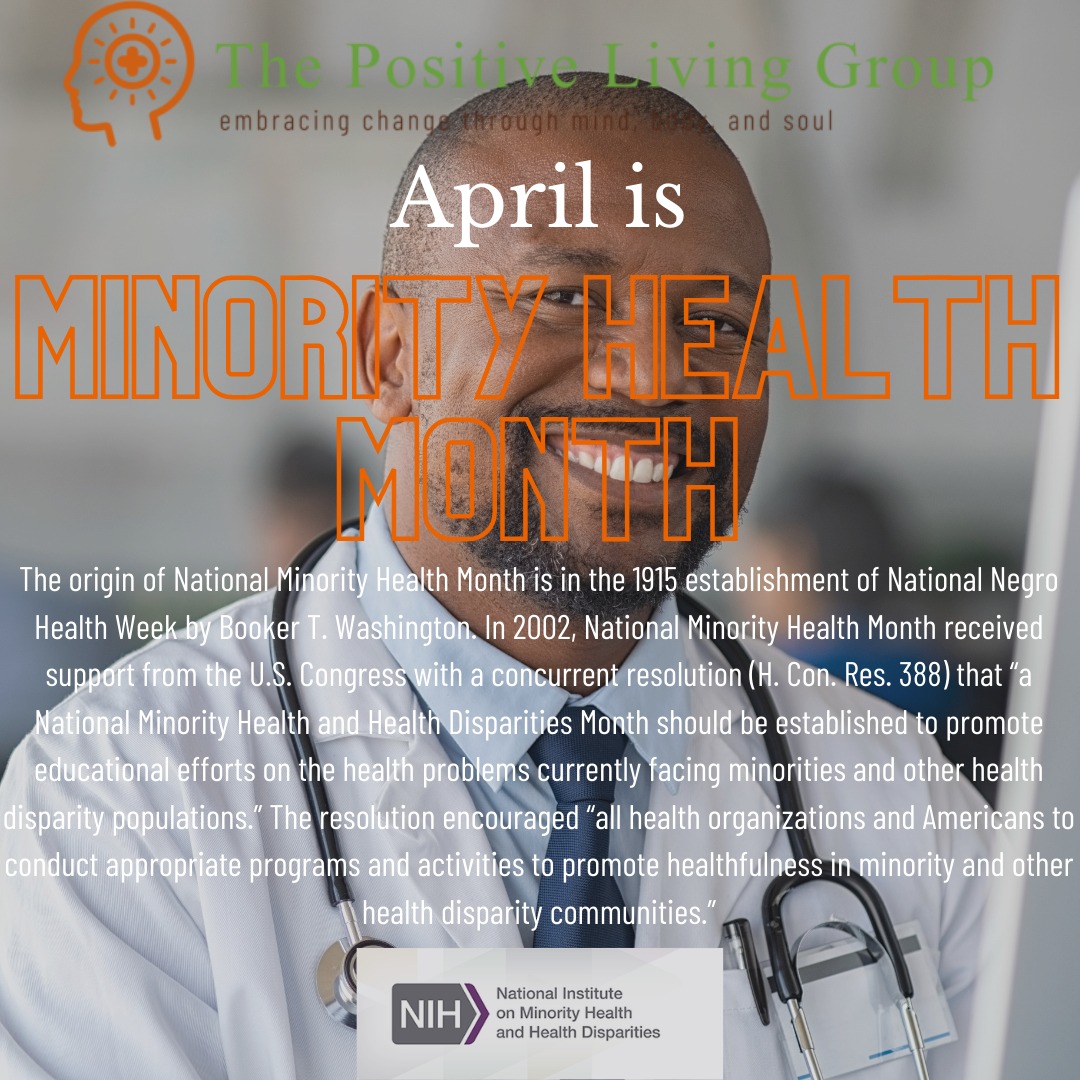 The Positive Living Group
embracing change through mind, body, and soul
April is
MINORITY HEALTH
MONTH
The origin of National Minority Health Month is in the 1915 establishment of National Negro
Health Week by Booker T. Washington. In 2002, National Minority Health Month received
support from the U.S. Congress with a concurrent resolution (H. Con. Res. 388) that “a
National Minority Health and Health Disparities Month should be established to promote
educational efforts on the health problems currently facing minorities and other health
disparity populations.” The resolution encouraged “all health organizations and Americans to
conduct appropriate programs and activities to promote healthfulness in minority and other
health disparity communities.”
NIH
National Institute
on Minority Health
and Health Disparities